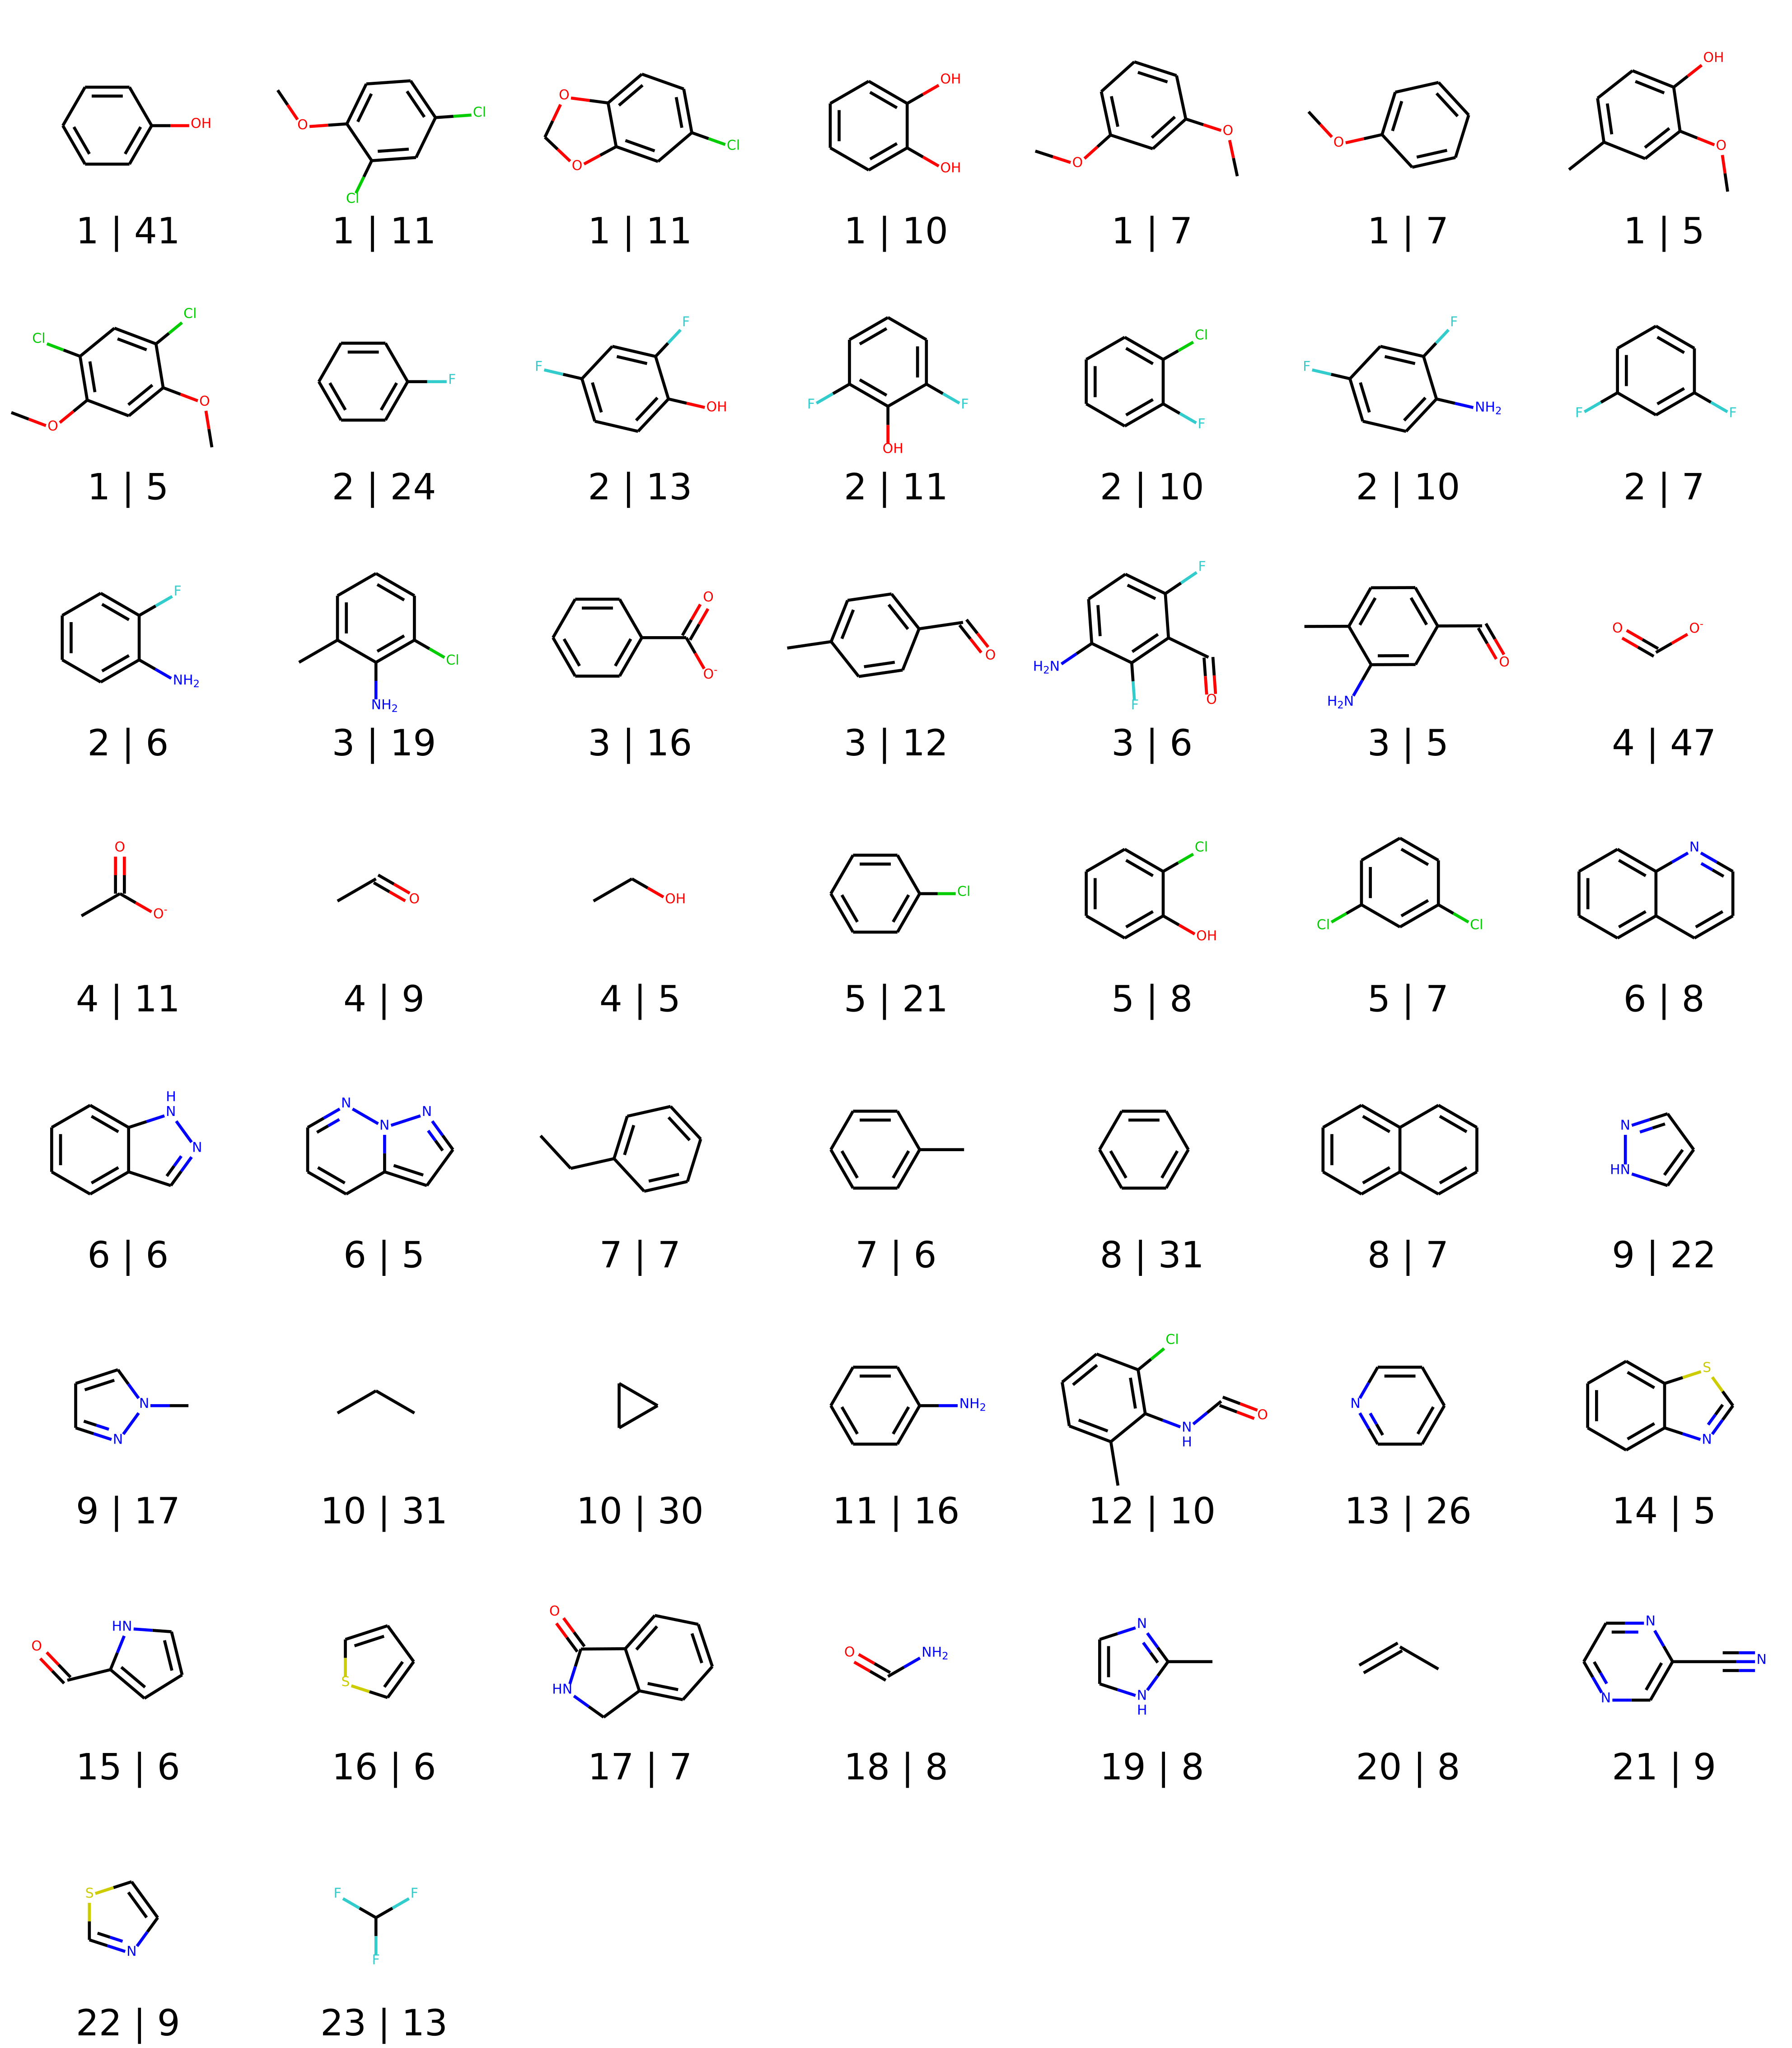 OH O Cl Cl O O Cl OH OH O O O OH O
1 | 41 1 | 11 1 | 11 1 | 10 1 | 7 1 | 7 1 | 5
Cl Cl O O F F F OH F F OH Cl F F F NH2 F F
1 | 5 2 | 24 2 | 13 2 | 11 2 | 10 2 | 10 2 | 7
F NH2 Cl NH2 O O- O H2N F F O H2N O O O-
2 | 6 3 | 19 3 | 16 3 | 12 3 | 6 3 | 5 4 | 47
O O- O OH Cl Cl OH Cl Cl N
4 | 11 4 | 9 4 | 5 5 | 21 5 | 8 5 | 7 6 | 8
H N N N N N N HN
6 | 6 6 | 5 7 | 7 7 | 6 8 | 31 8 | 7 9 | 22
N N NH2 Cl N H O N S N
9 | 17 10 | 31 10 | 30 11 | 16 12 | 10 13 | 26 14 | 5
O HN S O HN O NH2 N N H N N N
15 | 6 16 | 6 17 | 7 18 | 8 19 | 8 20 | 8 21 | 9
S N F F F
22 | 9 23 | 13